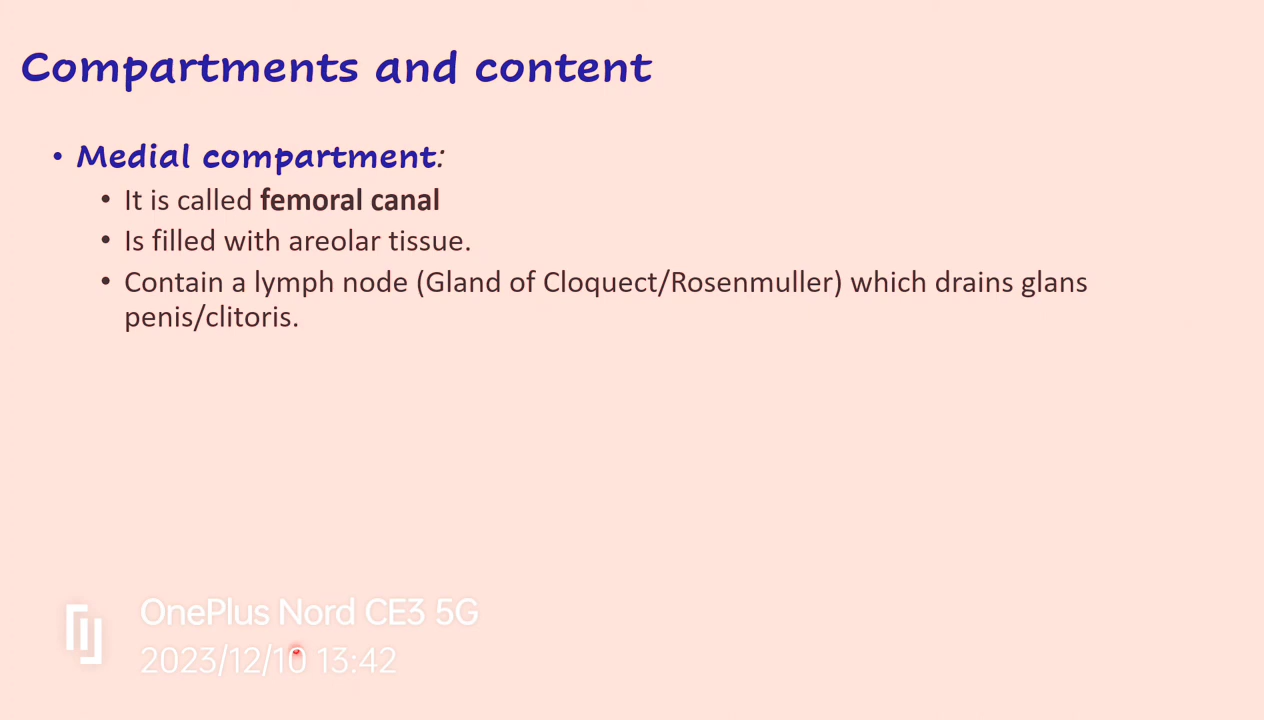 Compartments and content
• Medial compartment:
• It is called femoral canal
• Is filled with areolar tissue.
• Contain a lymph node (Gland of Cloquect/Rosenmuller) which drains glans
penis/clitoris.
OnePlus Nord CE3 5G
2023/12/10 13:42